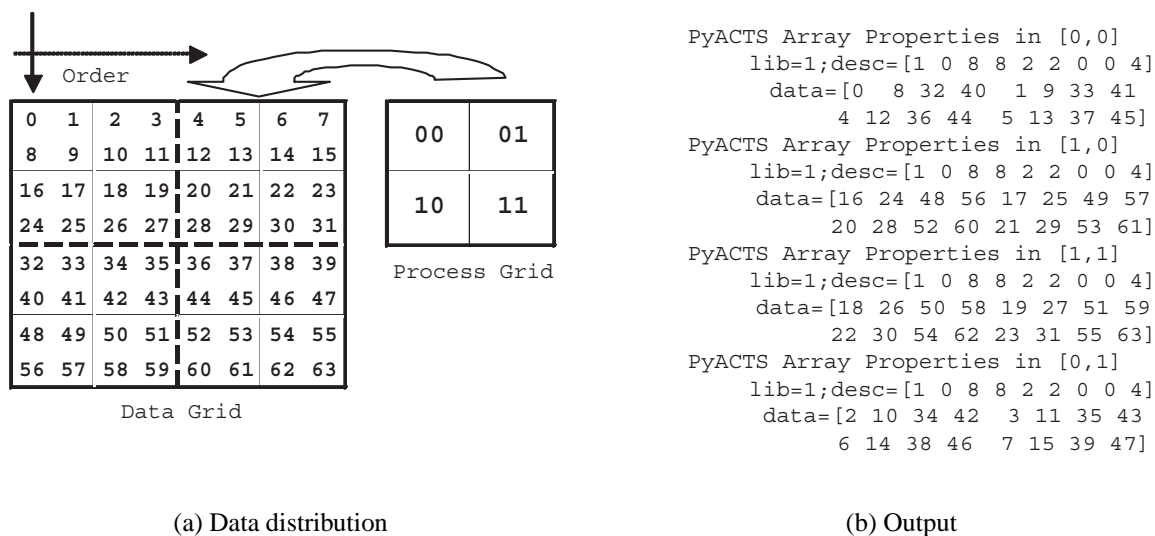 Order
0 1 2 3 4 5 6 7
8 9 10 11 12 13 14 15
16 17 18 19 20 21 22 23
24 25 26 27 28 29 30 31
32 33 34 35 36 37 38 39
40 41 42 43 44 45 46 47
48 49 50 51 52 53 54 55
56 57 58 59 60 61 62 63
Data Grid
00 01
10 11
Process Grid
(a) Data distribution
PyACTS Array Properties in [0,0]
lib=1;desc=[1 0 8 8 2 2 0 0 4]
data=[0 8 32 40 1 9 33 41
4 12 36 44 5 13 37 45]
PyACTS Array Properties in [1,0]
lib=1;desc=[1 0 8 8 2 2 0 0 4]
data=[16 24 48 56 17 25 49 57
20 28 52 60 21 29 53 61]
PyACTS Array Properties in [1,1]
lib=1;desc=[1 0 8 8 2 2 0 0 4]
data=[18 26 50 58 19 27 51 59
22 30 54 62 23 31 55 63]
PyACTS Array Properties in [0,1]
lib=1;desc=[1 0 8 8 2 2 0 0 4]
data=[2 10 34 42 3 11 35 43
6 14 38 46 7 15 39 47]
(b) Output